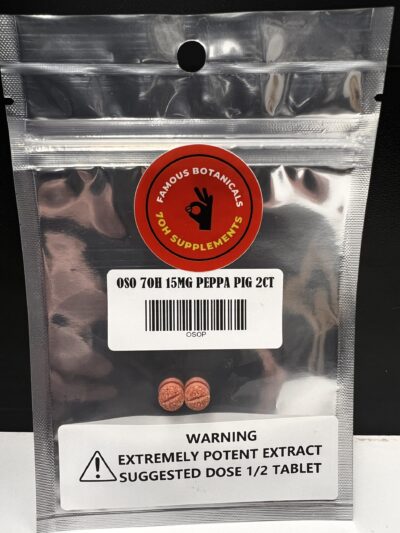 FAMOUS BOTANICALS
7OH SUPPLEMENTS
OSO 7OH 15MG PEPPA PIG 2CT
OSOP
WARNING
EXTREMELY POTENT EXTRACT
SUGGESTED DOSE 1/2 TABLET